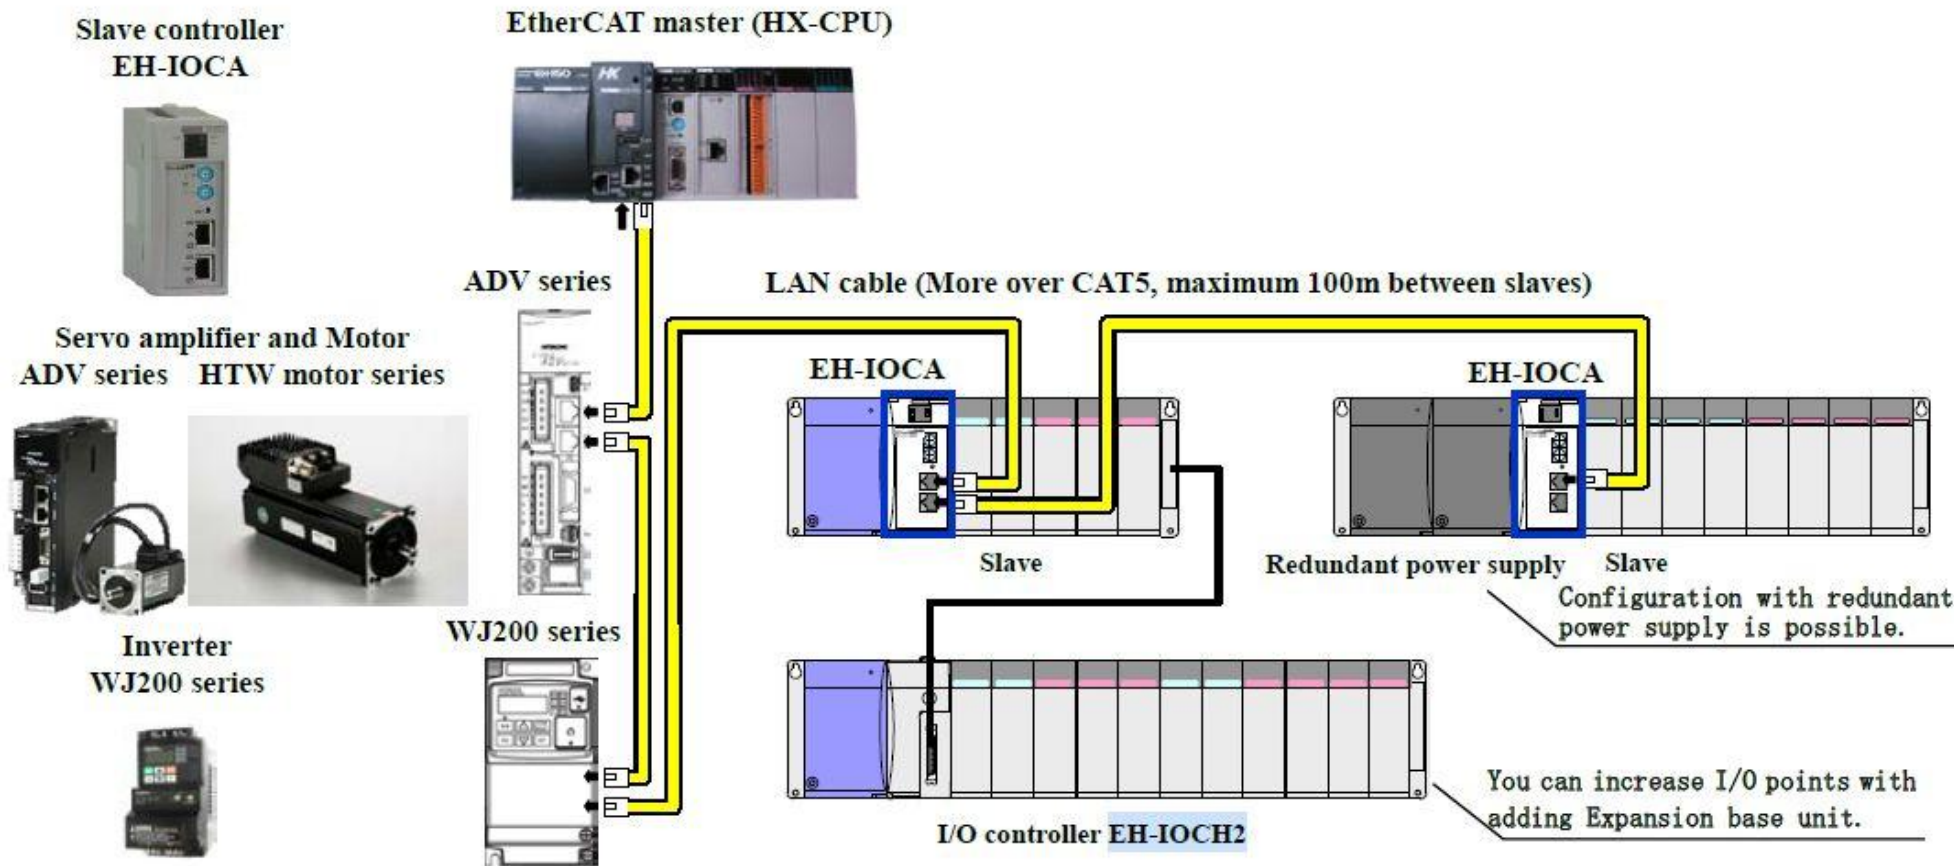 Slave controller
EH-IOCA
EtherCAT master (HX-CPU)
EH150
HX
ADV series
LAN cable (More over CAT5, maximum 100m between slaves)
Servo amplifier and Motor
ADV series HTW motor series
EH-IOCA
EH-IOCA
Slave
Redundant power supply
Slave
Configuration with redundant
power supply is possible.
WJ200 series
Inverter
WJ200 series
I/O controller EH-IOCH2
You can increase I/O points with
adding Expansion base unit.